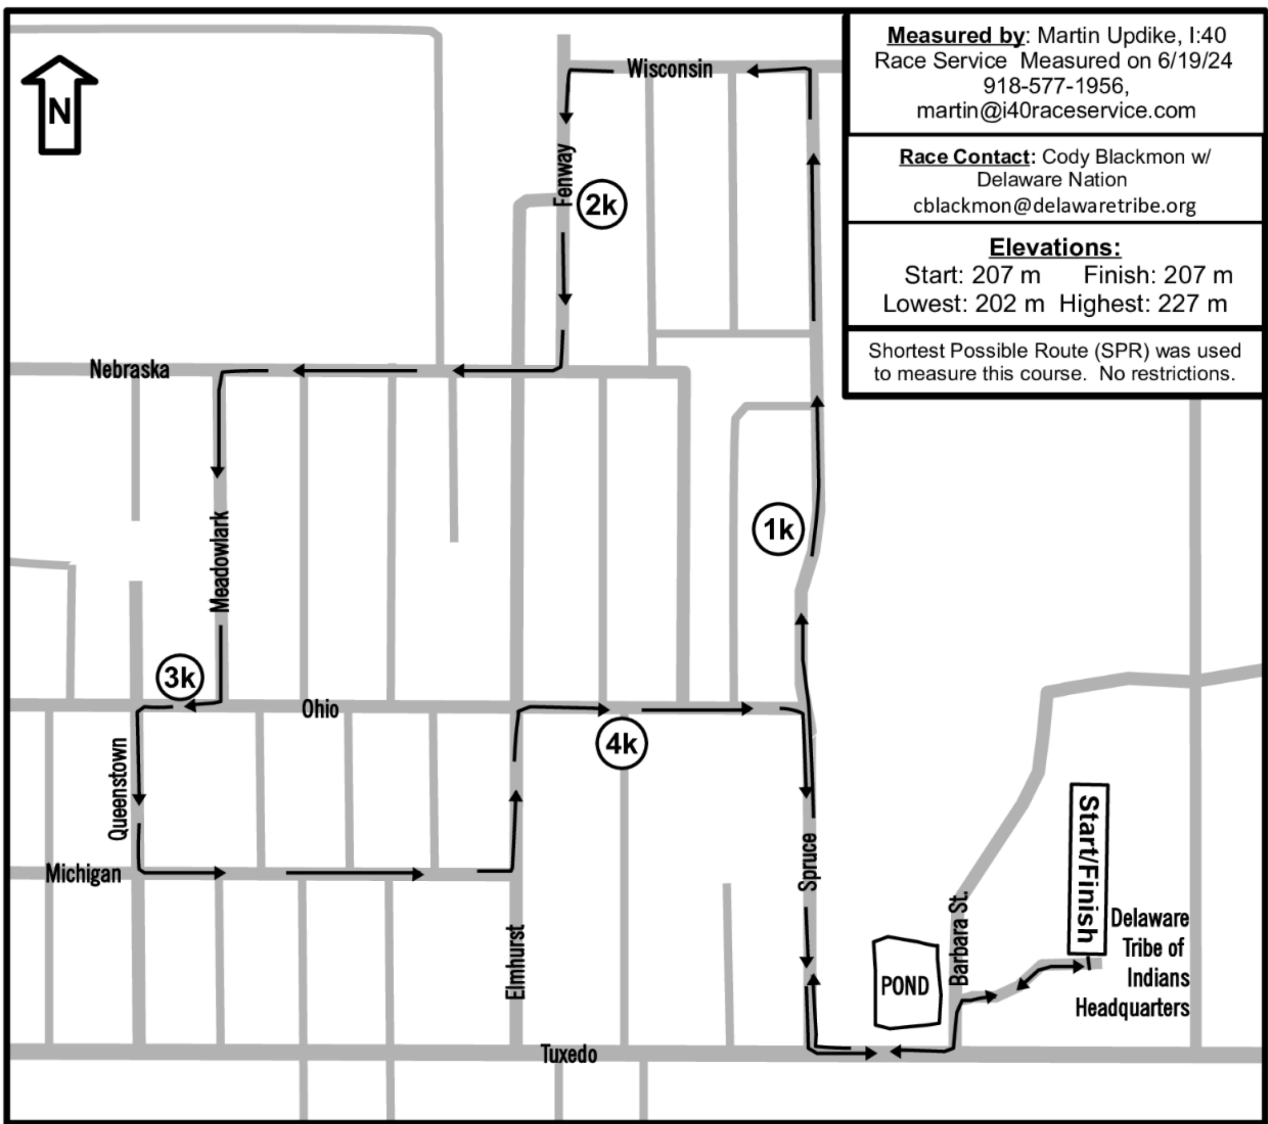 N
Wisconsin
Measured by: Martin Updike, I:40
Race Service Measured on 6/19/24
918-577-1956,
martin@i40raceservice.com
Race Contact: Cody Blackmon w/
Delaware Nation
cblackmon@delawaretribe.org
Elevations:
Start: 207 m Finish: 207 m
Lowest: 202 m Highest: 227 m
Shortest Possible Route (SPR) was used
to measure this course. No restrictions.
Fenway
2k
Nebraska
1k
Meadowlark
3k
Ohio
4k
Queenstown
Michigan
Spruce
Elmhurst
Tuxedo
POND
Barbara St.
Start/Finish
Delaware
Tribe of
Indians
Headquarters